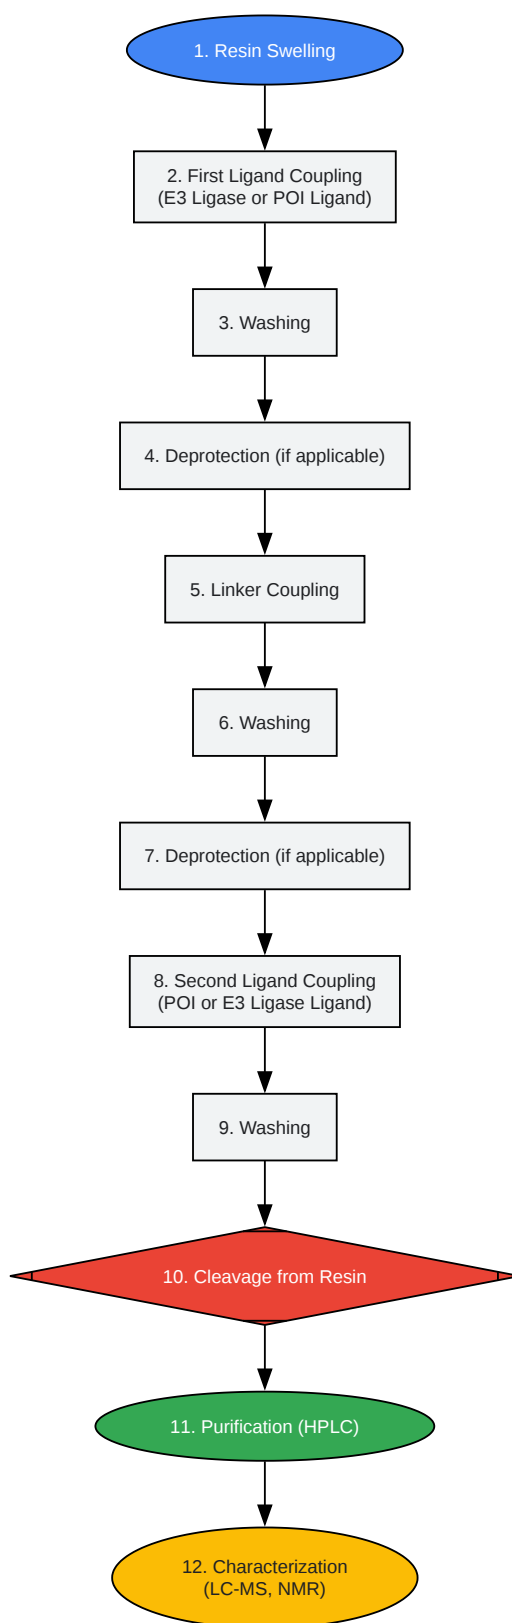 1. Resin Swelling
2. First Ligand Coupling
(E3 Ligase or POI Ligand)
3. Washing
4. Deprotection (if applicable)
5. Linker Coupling
6. Washing
7. Deprotection (if applicable)
8. Second Ligand Coupling
(POI or E3 Ligase Ligand)
9. Washing
10. Cleavage from Resin
11. Purification (HPLC)
12. Characterization
(LC-MS, NMR)